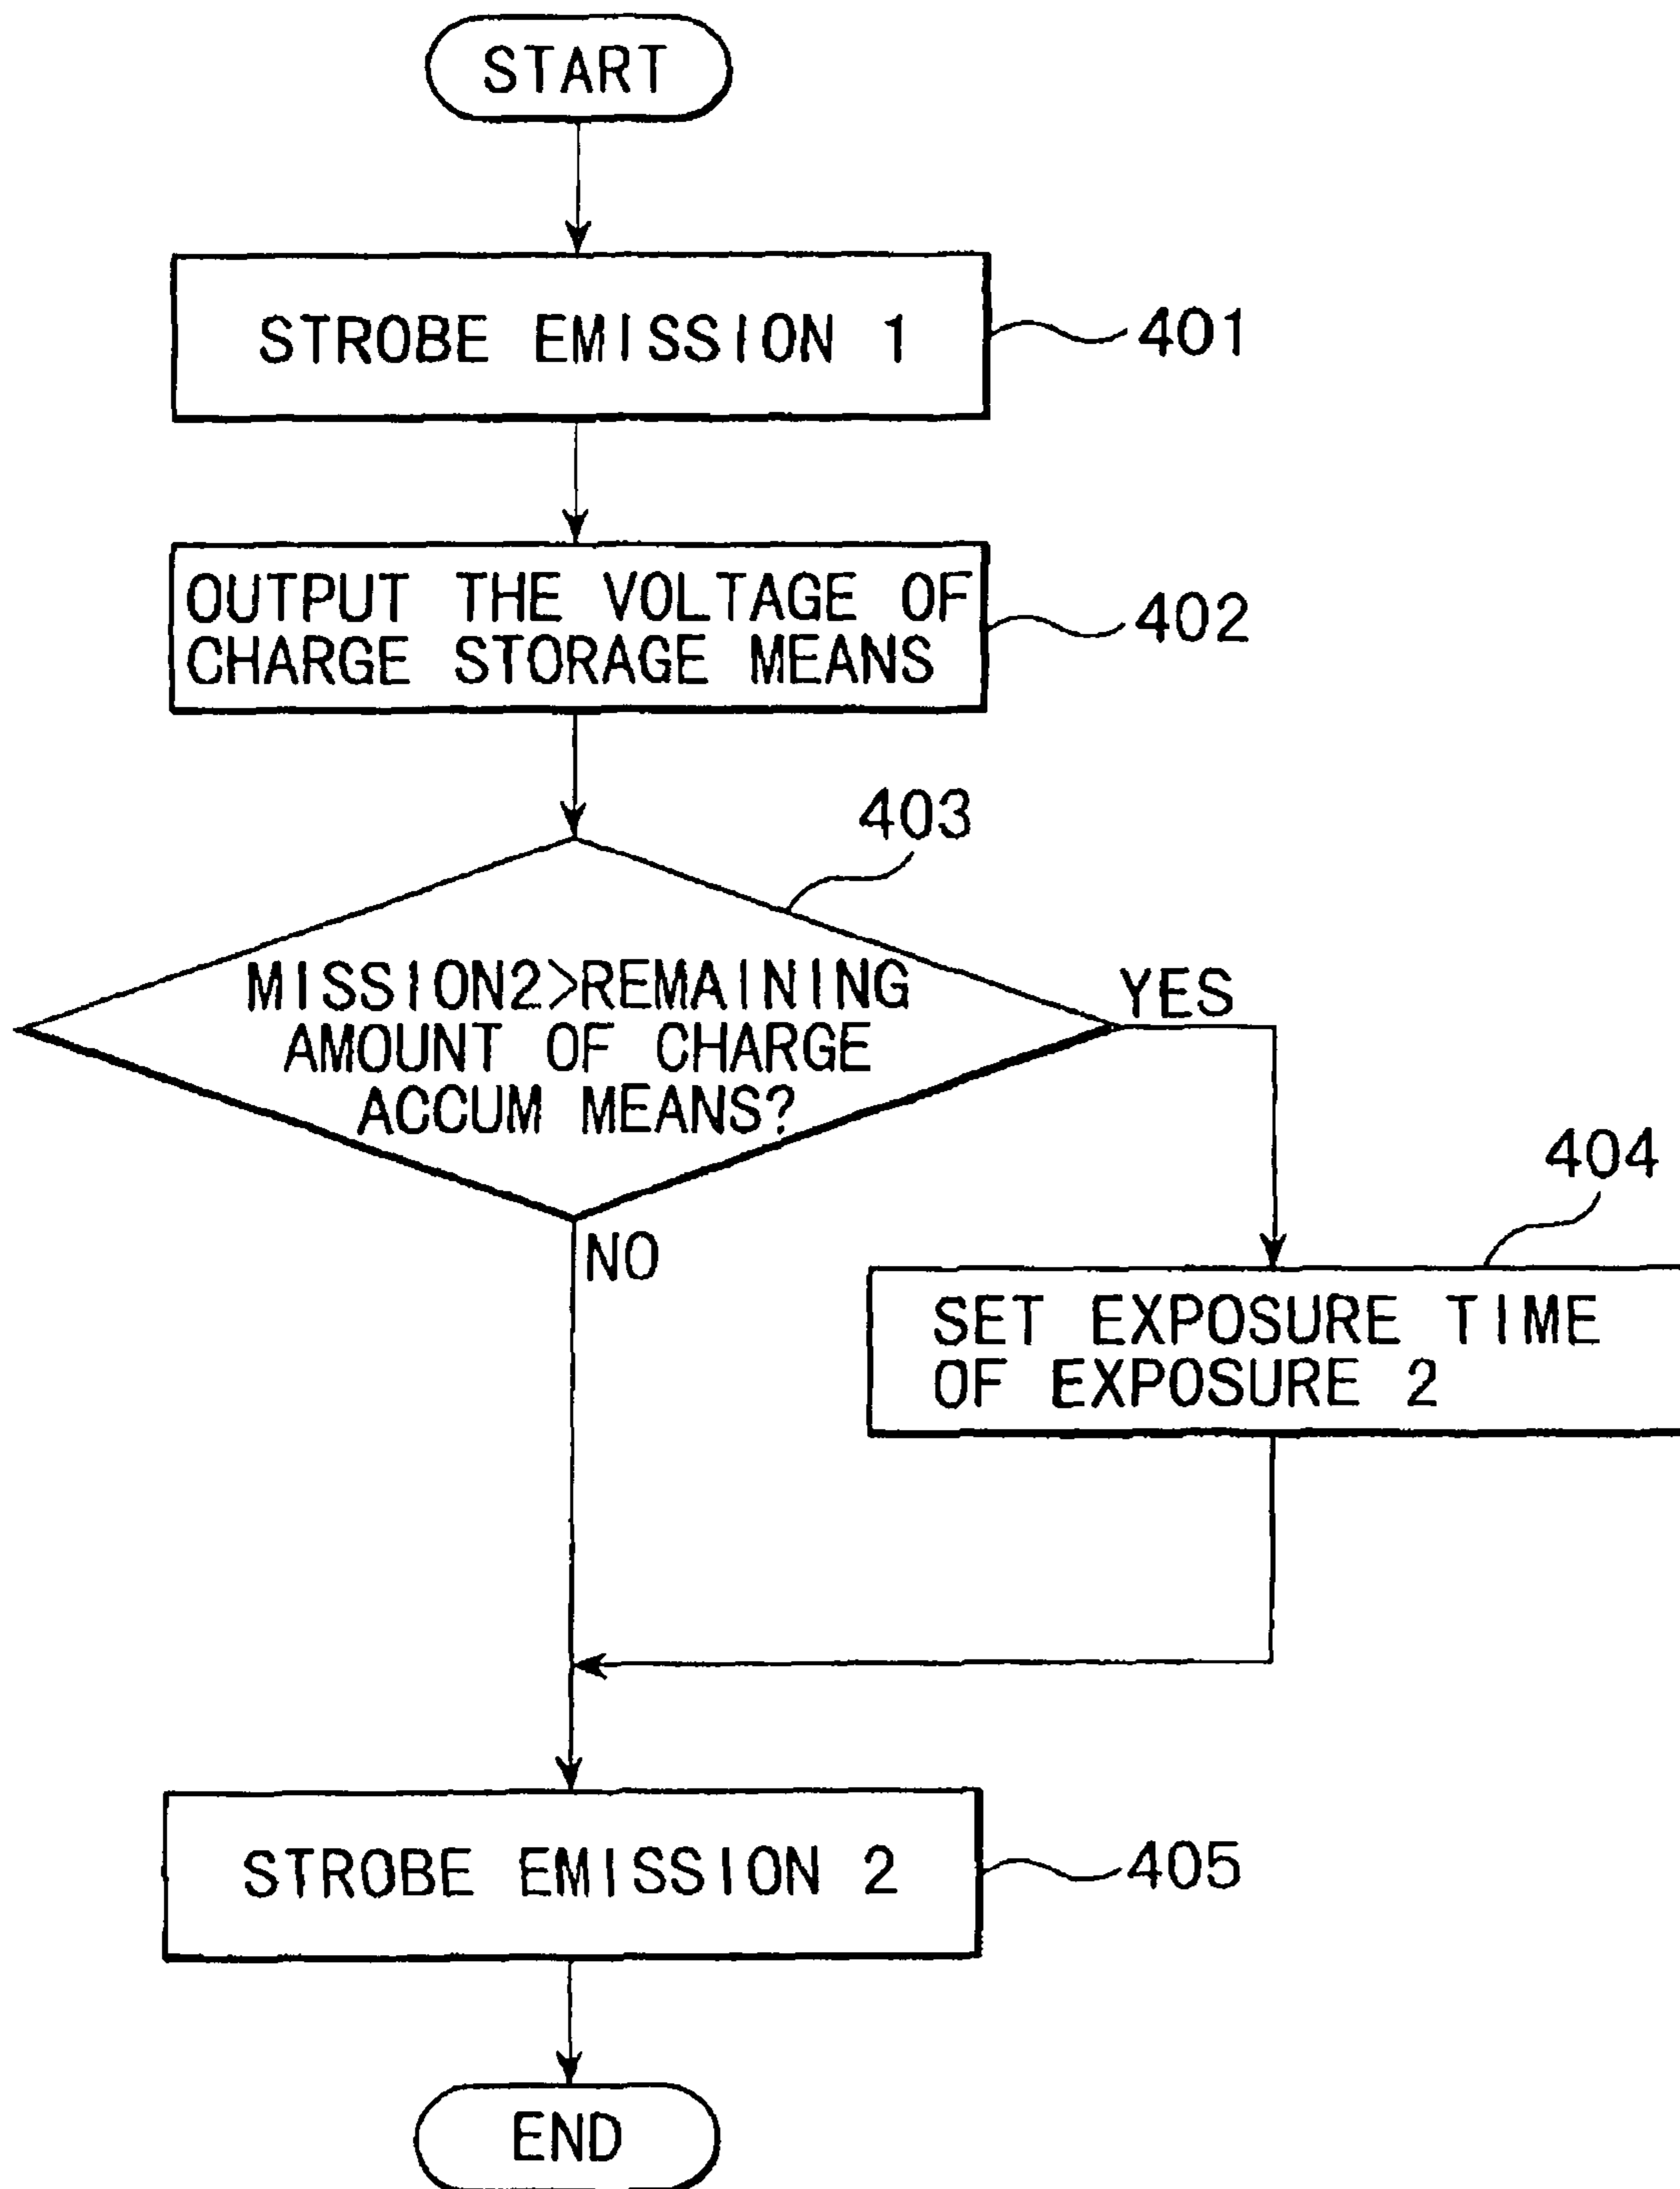 START
STROBE EMISSION 1
401
OUTPUT THE VOLTAGE OF
CHARGE STORAGE MEANS
402
403
MISSION2>REMAINING
AMOUNT OF CHARGE
ACCUM MEANS?
YES
NO
404
SET EXPOSURE TIME
OF EXPOSURE 2
STROBE EMISSION 2
405
END